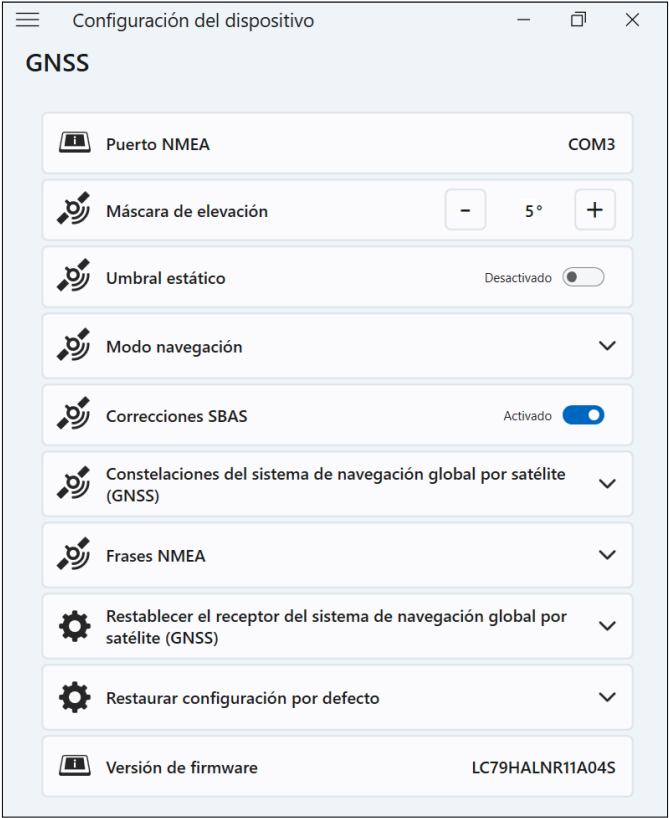 Configuración del dispositivo
GNSS
Puerto NMEA COM3
Máscara de elevación - 5° +
Umbral estático Desactivado
Modo navegación
Correcciones SBAS Activado
Constelaciones del sistema de navegación global por satélite
(GNSS)
Frases NMEA
Restablecer el receptor del sistema de navegación global por
satélite (GNSS)
Restaurar configuración por defecto
Versión de firmware LC79HALNR11A04S